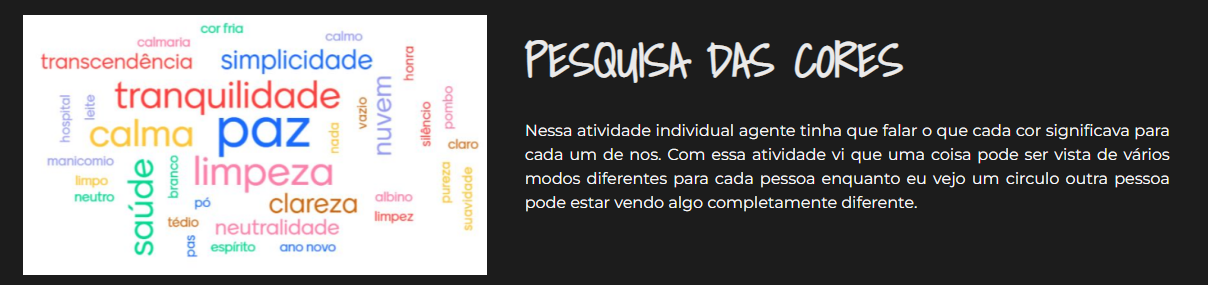 cor fria
calmaria
calmo
transcendência
simplicidade
honra
tranquilidade
nuvem
hospital
leite
vazio
silêncio
pombo
calma
paz
nada
claro
manicomio
saúde
branco
limpeza
pureza
suavidade
limpo
neutro
pó
clareza
albino
tédio
neutralidade
limpez
pas
espírito
ano novo
PESQUISA DAS CORES
Nessa atividade individual agente tinha que falar o que cada cor significava para
cada um de nos. Com essa atividade vi que uma coisa pode ser vista de vários
modos diferentes para cada pessoa enquanto eu vejo um circulo outra pessoa
pode estar vendo algo completamente diferente.